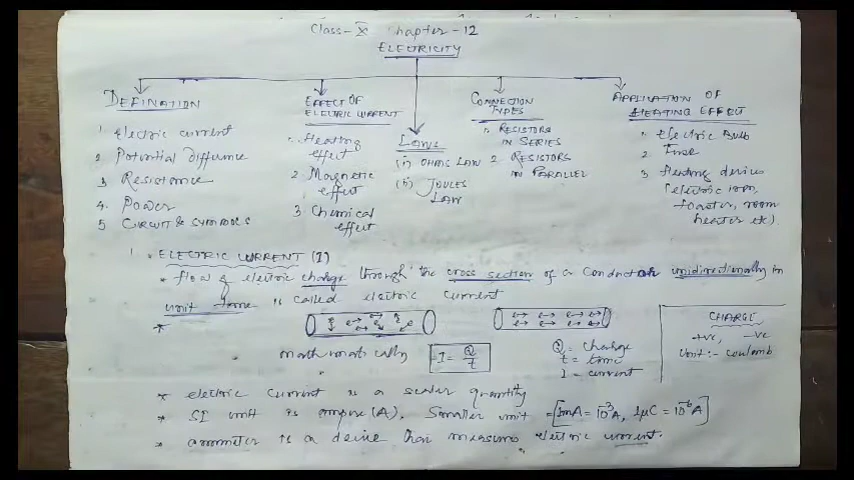 Class-X Chapter-12
ELECTRICITY
DEFINATION
1. Electric current
2 Potential diffrence
3 Resistance
4. Power
5 CIRCUIT & SYMBOLS
EFFECT OF
ELECTRIC CURRENT
1. Heating
effect
2 Magnetic
effect
3. Chemical
effect
LAWS
(i) OHMS LAW
(ii) JOULES
LAW
CONNECTION
TYPES
1. RESISTORS
IN SERIES
2 RESISTORS
IN PARALLEL
APPLICATION OF
HEATING EFFECT
1. Electric Bulb
2 Fuse
3 Heating device
(electric iron,
toaster, room
heater etc).
1. ELECTRIC CURRENT (I)
* flow of electric charge through the cross section of a conductor unidirectionally in
unit time is called electric current
*
mathematically I = Q/t
Q = charge
t = time
I = current
CHARGE
+ve, -ve
Unit :- coulomb
* electric current is a scalar quantity
* SI unit is ampere (A). Smaller unit = [1mA = 10⁻³A, 1μC = 10⁻⁶A]
* ammeter is a device that measures electric current.